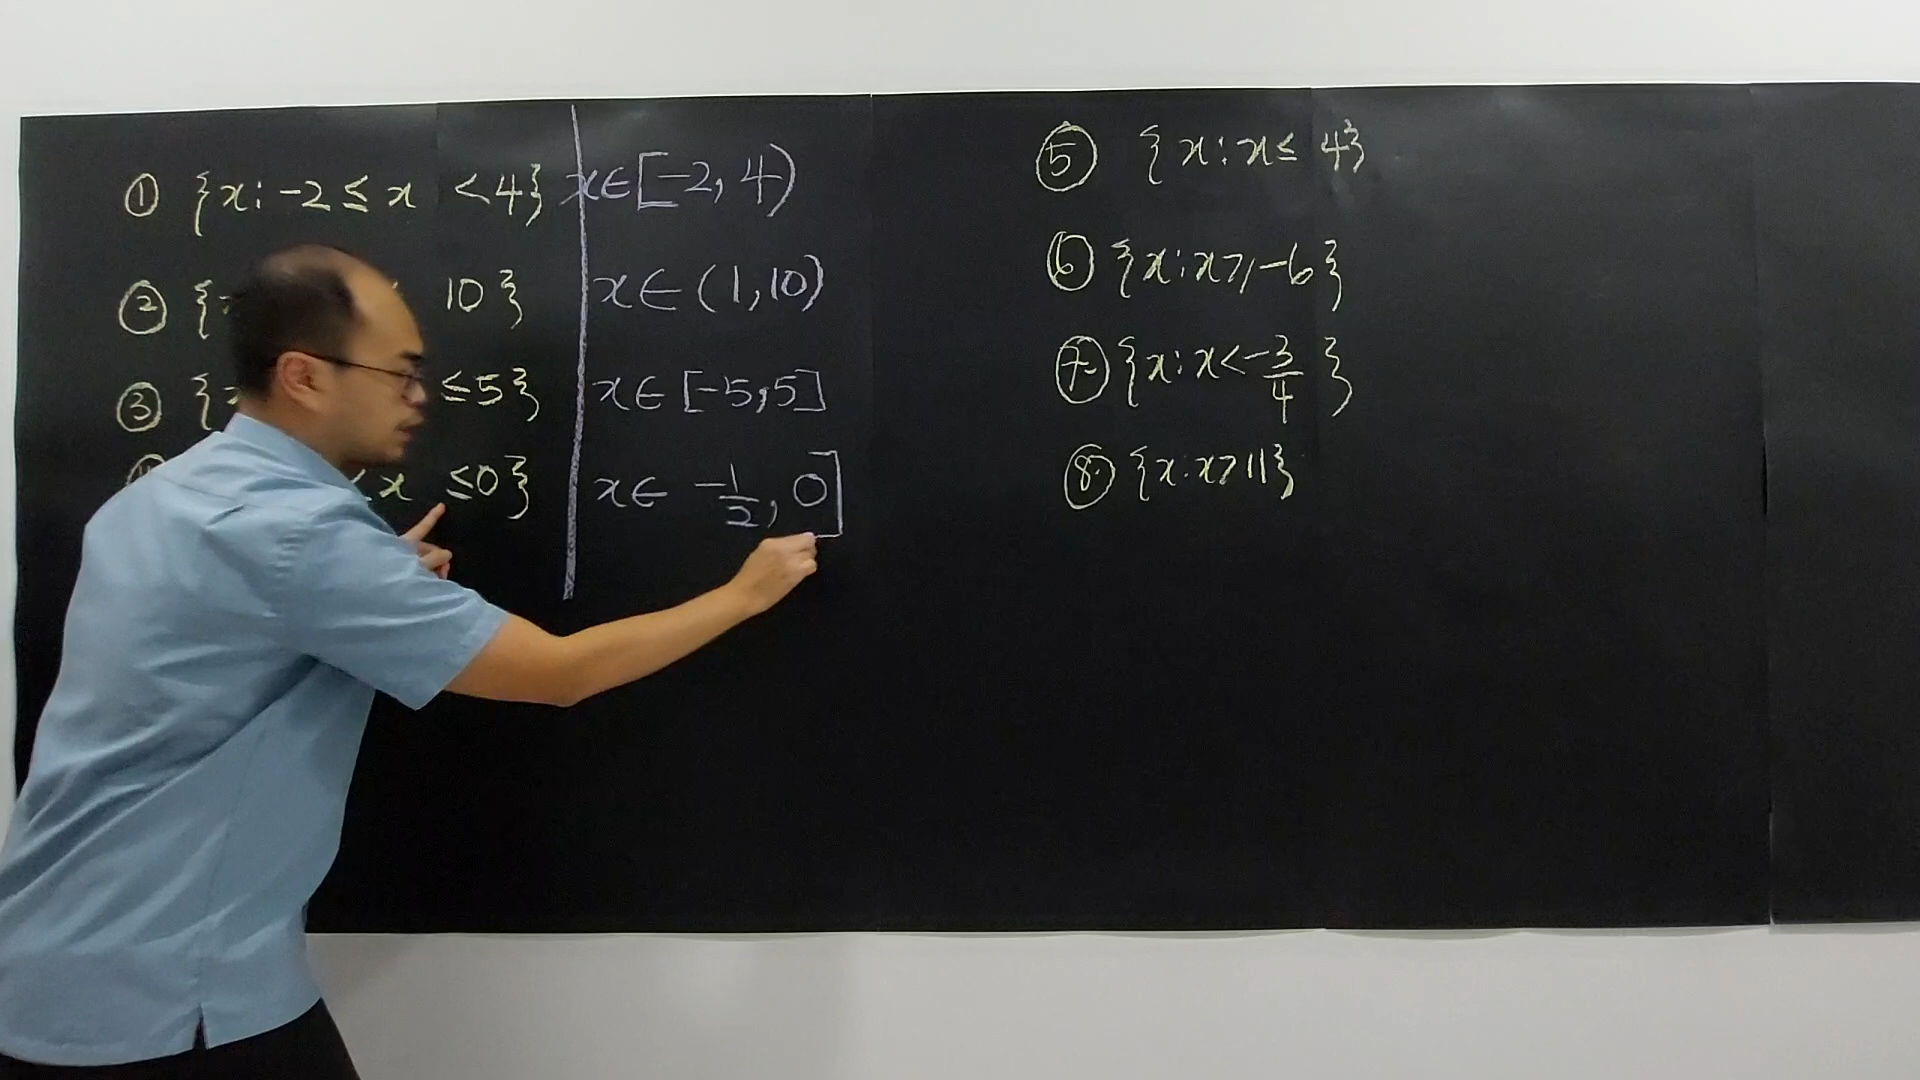 ① {x: -2 ≤ x < 4} x ∈ [-2, 4)
② { 10} x ∈ (1, 10)
③ { ≤ 5} x ∈ [-5, 5]
< x ≤ 0} x ∈ -1/2, 0]
⑤ {x: x ≤ 4}
⑥ {x: x ≥ -6}
⑦ {x: x < -3/4}
⑧ {x: x > 11}